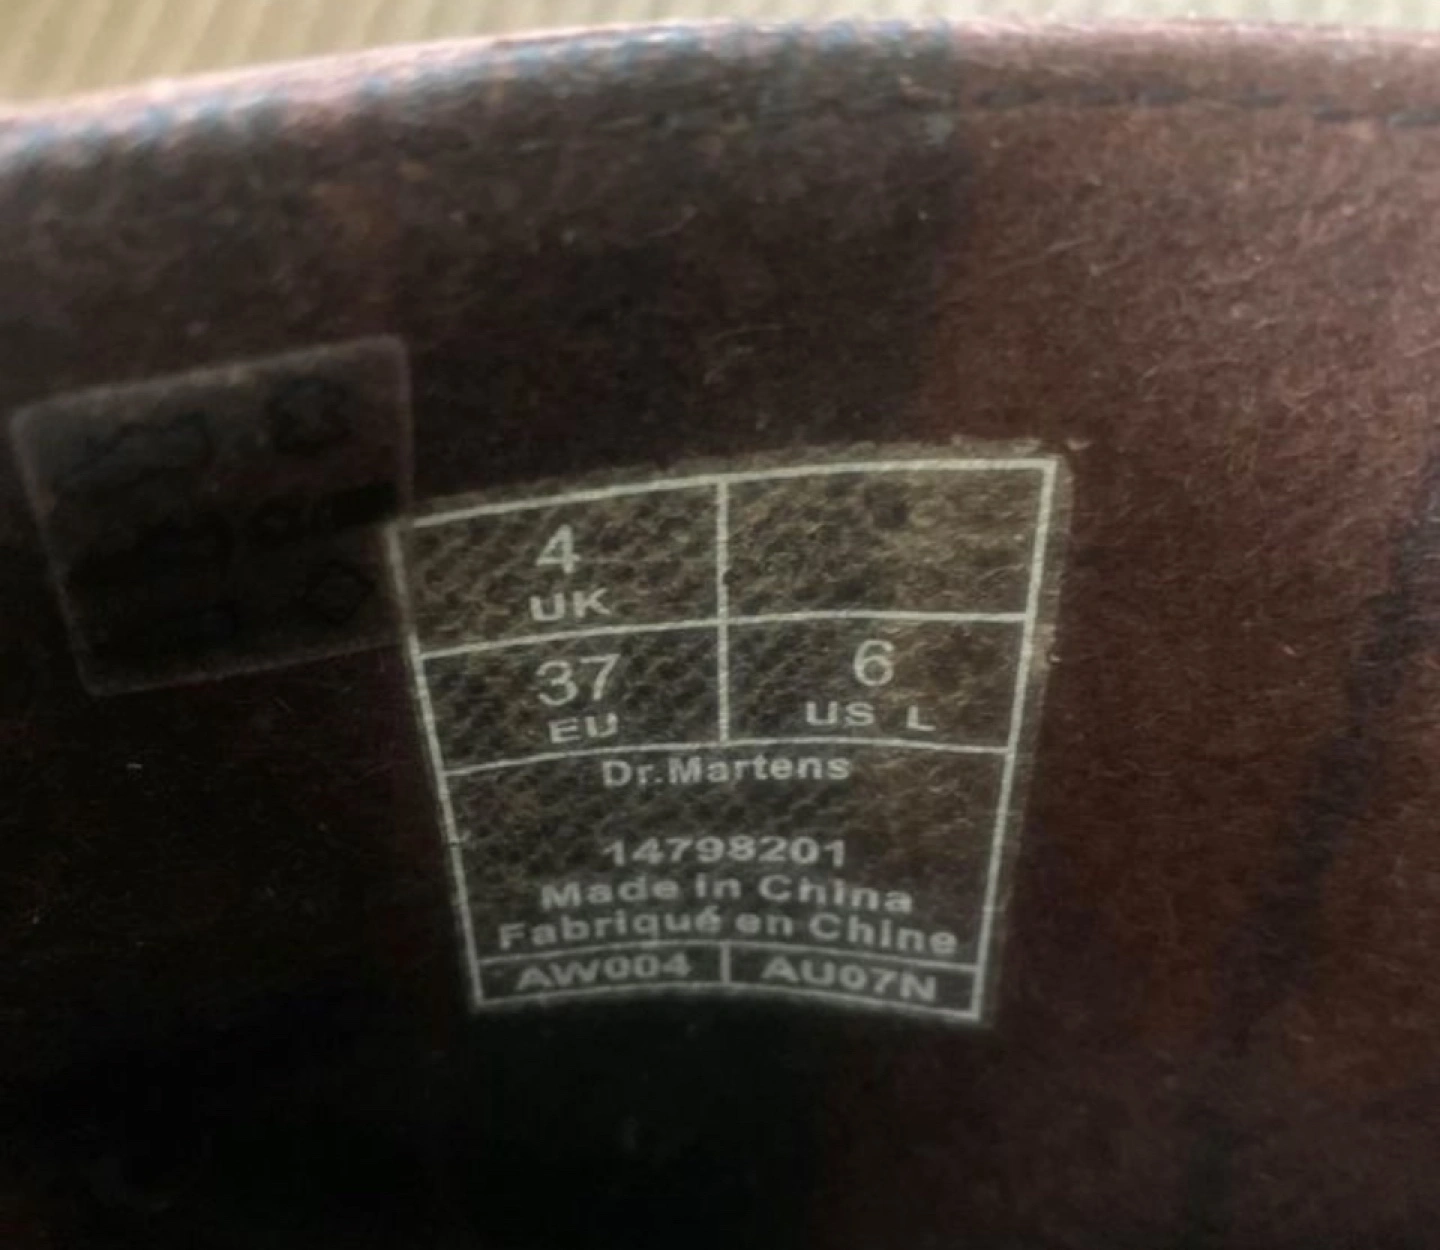 4
UK
37 6
EU US L
Dr.Martens
14798201
Made in China
Fabriqué en Chine
AW004 AU07N